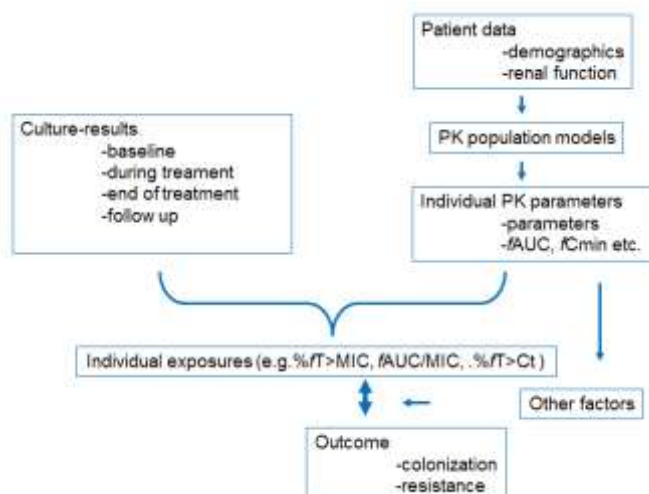 Patient data
-demographics
-renal function
Culture-results
-baseline
-during treament
-end of treatment
-follow up
PK population models
Individual PK parameters
-parameters
-fAUC, fCmin etc.
Individual exposures (e.g.%fT>MIC, fAUC/MIC, .%fT>Ct )
Other factors
Outcome
-colonization
-resistance